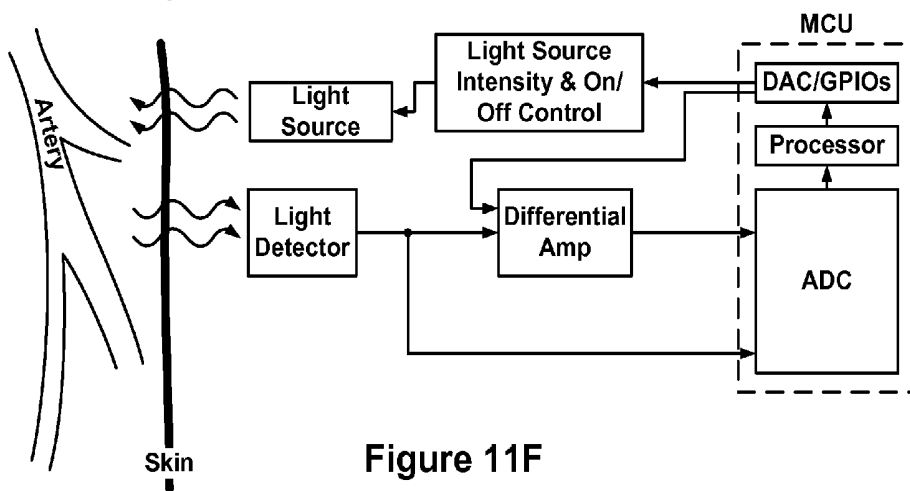 MCU
Light Source
Intensity & On/
Off Control
DAC/GPIOs
Light
Source
Artery
Processor
Light
Detector
Differential
Amp
ADC
Skin
Figure 11F